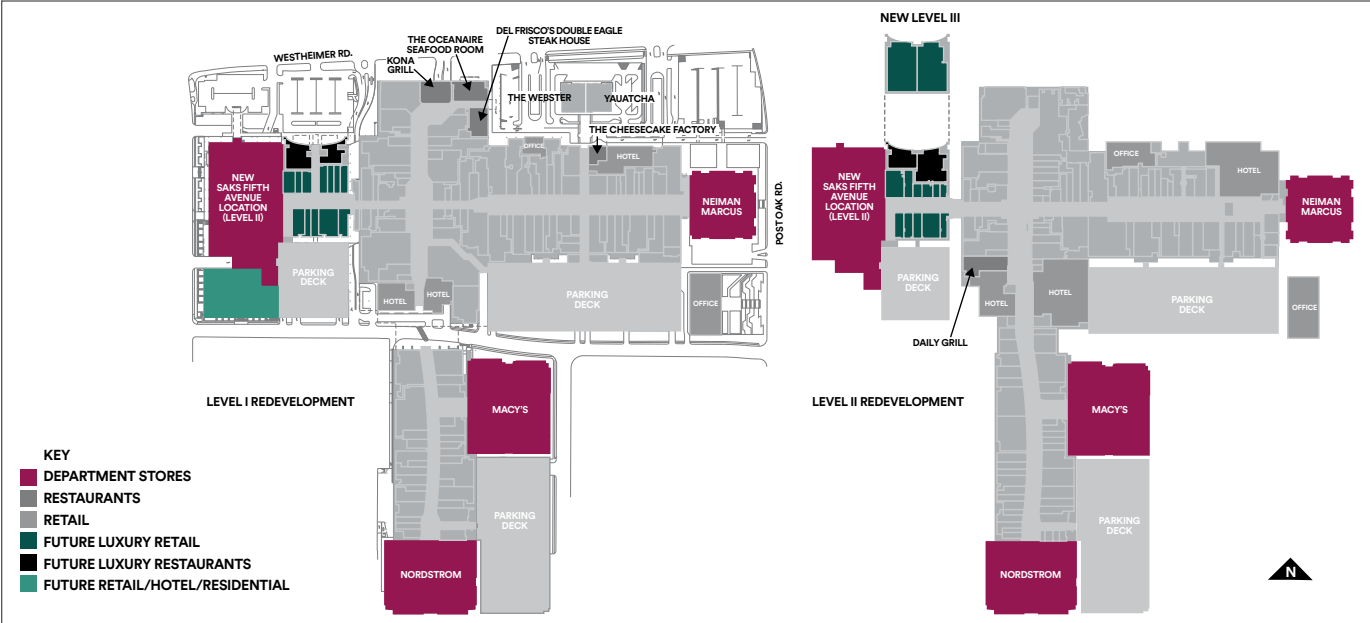 NEW LEVEL III
WESTHEIMER RD.
THE OCEANAIRE
SEAFOOD ROOM
DEL FRISCO'S DOUBLE EAGLE
STEAK HOUSE
KONA
GRILL
THE WEBSTER
YAUATCHA
THE CHEESECAKE FACTORY
OFFICE
HOTEL
NEW
SAKS FIFTH
AVENUE
LOCATION
(LEVEL II)
NEIMAN
MARCUS
POST OAK RD.
PARKING
DECK
HOTEL
HOTEL
PARKING
DECK
OFFICE
LEVEL I REDEVELOPMENT
MACY'S
PARKING
DECK
NORDSTROM
NEW
SAKS FIFTH
AVENUE
LOCATION
(LEVEL II)
OFFICE
HOTEL
NEIMAN
MARCUS
PARKING
DECK
HOTEL
HOTEL
PARKING
DECK
OFFICE
DAILY GRILL
LEVEL II REDEVELOPMENT
MACY'S
PARKING
DECK
NORDSTROM
KEY
DEPARTMENT STORES
RESTAURANTS
RETAIL
FUTURE LUXURY RETAIL
FUTURE LUXURY RESTAURANTS
FUTURE RETAIL/HOTEL/RESIDENTIAL
N